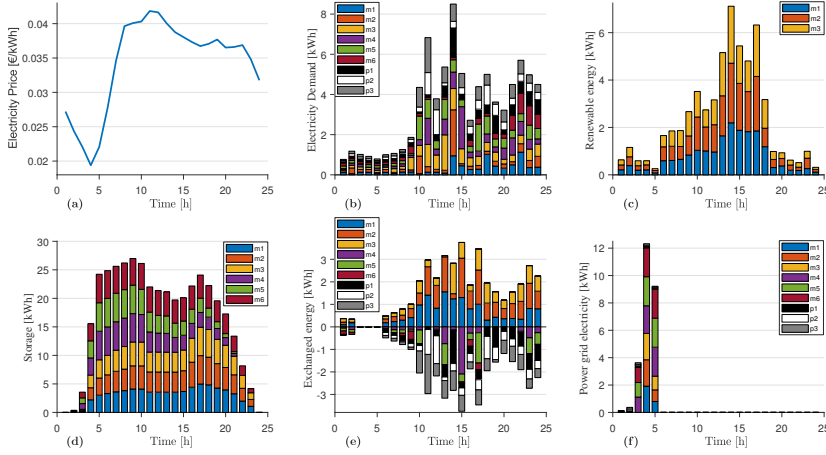 Electricity Price [€/kWh]
0.04
0.035
0.03
0.025
0.02
0 5 10 15 20 25
(a) Time [h]
Electricity Demand [kWh]
8
6
4
2
0
0 5 10 15 20 25
m1
m2
m3
m4
m5
m6
p1
p2
p3
(b) Time [h]
Renewable energy [kWh]
6
4
2
0
0 5 10 15 20 25
m1
m2
m3
(c) Time [h]
Storage [kWh]
30
25
20
15
10
5
0
0 5 10 15 20 25
m1
m2
m3
m4
m5
m6
(d) Time [h]
Exchanged energy [kWh]
3
2
1
0
-1
-2
-3
0 5 10 15 20 25
m1
m2
m3
m4
m5
m6
p1
p2
p3
(e) Time [h]
Power grid electricity [kWh]
12
10
8
6
4
2
0
0 5 10 15 20 25
m1
m2
m3
m4
m5
m6
p1
p2
p3
(f) Time [h]